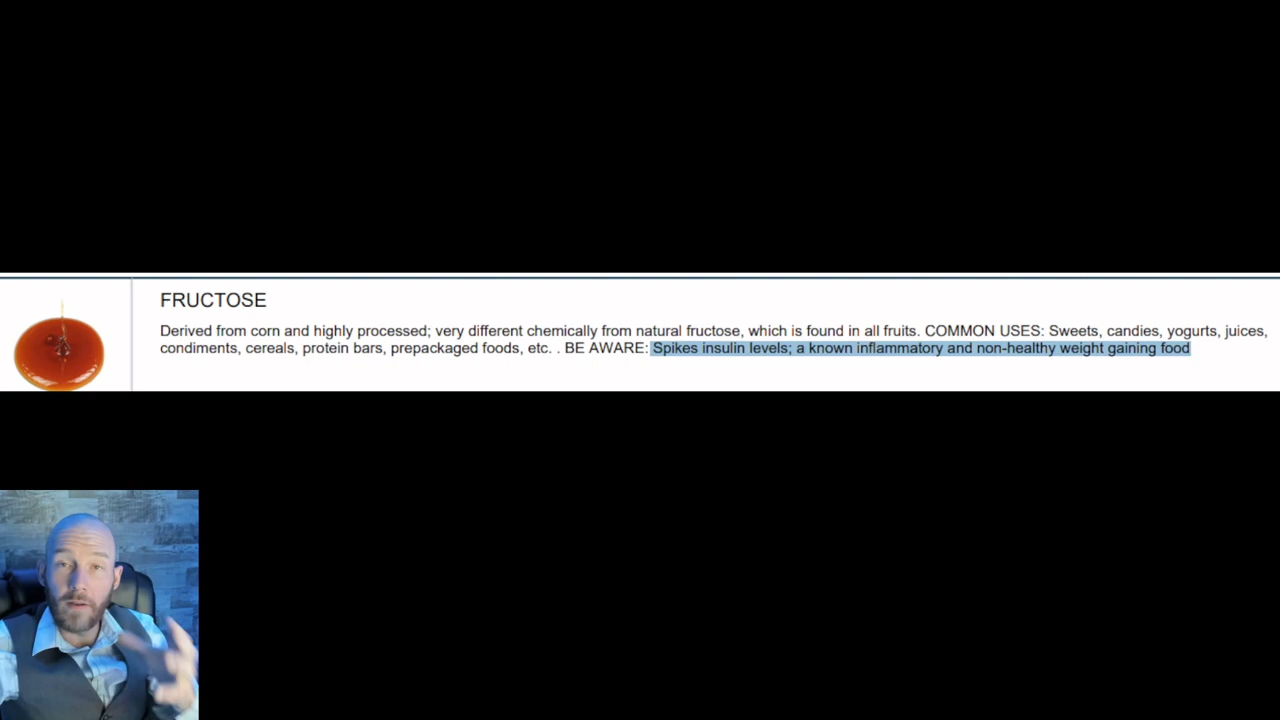 FRUCTOSE
Derived from corn and highly processed; very different chemically from natural fructose, which is found in all fruits. COMMON USES: Sweets, candies, yogurts, juices,
condiments, cereals, protein bars, prepackaged foods, etc. . BE AWARE: Spikes insulin levels; a known inflammatory and non-healthy weight gaining food